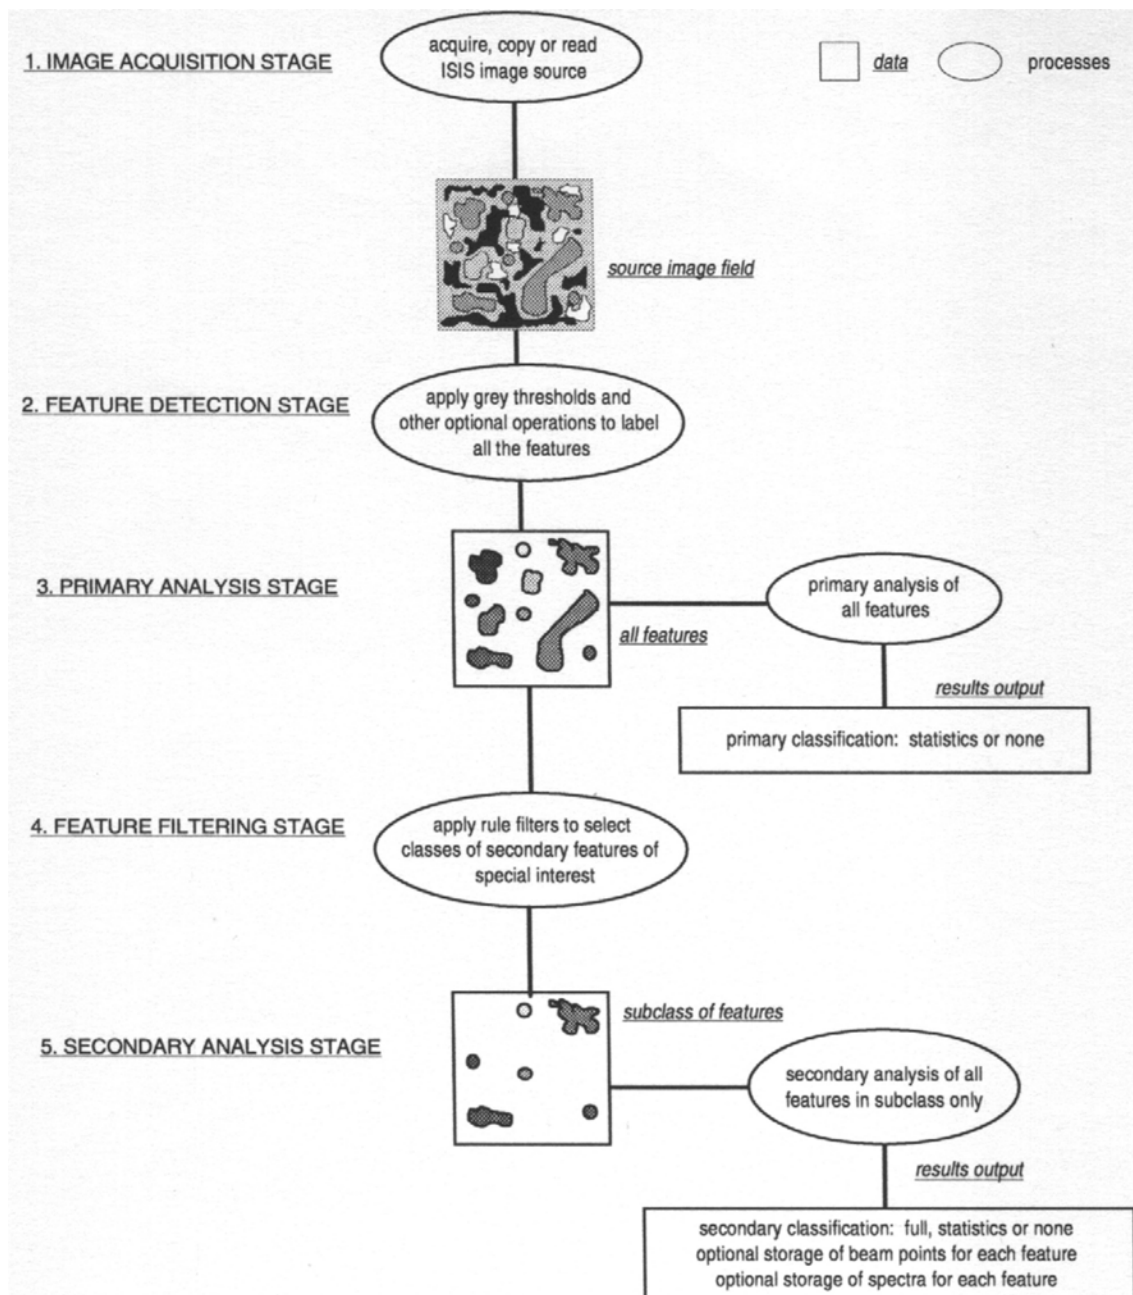 1. IMAGE ACQUISITION STAGE
acquire, copy or read
ISIS image source
data
processes
source image field
2. FEATURE DETECTION STAGE
apply grey thresholds and
other optional operations to label
all the features
3. PRIMARY ANALYSIS STAGE
all features
primary analysis of
all features
results output
primary classification: statistics or none
4. FEATURE FILTERING STAGE
apply rule filters to select
classes of secondary features of
special interest
subclass of features
5. SECONDARY ANALYSIS STAGE
secondary analysis of all
features in subclass only
results output
secondary classification: full, statistics or none
optional storage of beam points for each feature
optional storage of spectra for each feature